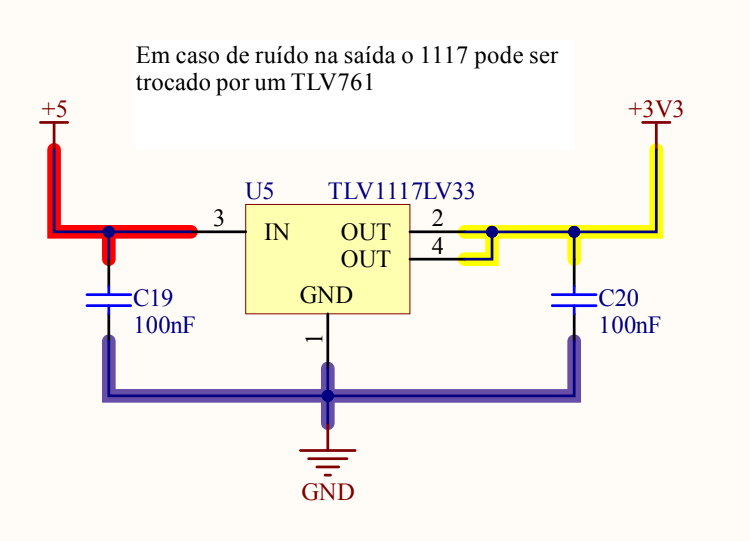 Em caso de ruído na saída o 1117 pode ser
trocado por um TLV761
+5
+3V3
U5
TLV1117LV33
3
IN
OUT
2
OUT
4
GND
1
C19
100nF
C20
100nF
GND